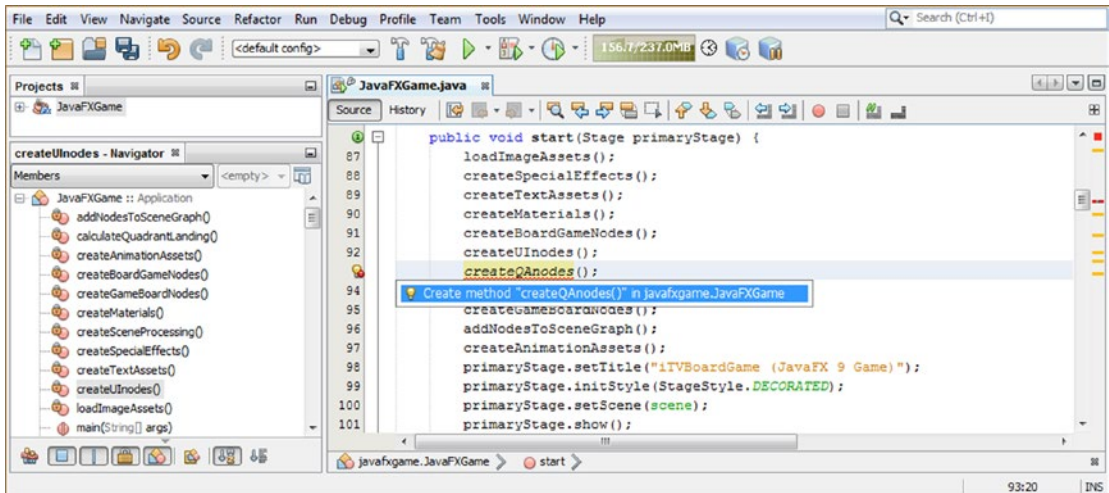 File Edit View Navigate Source Refactor Run Debug Profile Team Tools Window Help
Search (Ctrl+I)
<default config>
156.7/237.0MB
Projects
JavaFXGame
createUInodes - Navigator
Members
<empty>
JavaFXGame :: Application
addNodesToSceneGraph()
calculateQuadrantLanding()
createAnimationAssets()
createBoardGameNodes()
createGameBoardNodes()
createMaterials()
createSceneProcessing()
createSpecialEffects()
createTextAssets()
createUInodes()
loadImageAssets()
main(String[] args)
JavaFXGame.java
Source History
public void start(Stage primaryStage) {
87 loadImageAssets();
88 createSpecialEffects();
89 createTextAssets();
90 createMaterials();
91 createBoardGameNodes();
92 createUInodes();
createQAnodes();
94
Create method "createQAnodes()" in javafxgame.JavaFXGame
95 createGameBoardNodes();
96 addNodesToSceneGraph();
97 createAnimationAssets();
98 primaryStage.setTitle("iTVBoardGame (JavaFX 9 Game)");
99 primaryStage.initStyle(StageStyle.DECORATED);
100 primaryStage.setScene(scene);
101 primaryStage.show();
javafxgame.JavaFXGame
start
93:20
INS